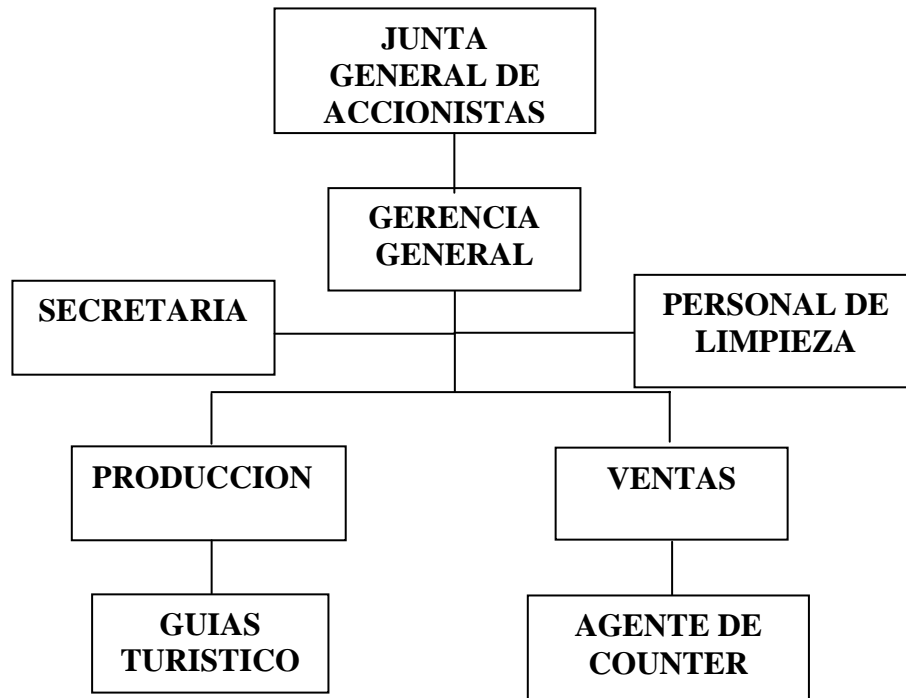 JUNTA
GENERAL DE
ACCIONISTAS
GERENCIA
GENERAL
SECRETARIA
PERSONAL DE
LIMPIEZA
PRODUCCION
VENTAS
GUIAS
TURISTICO
AGENTE DE
COUNTER